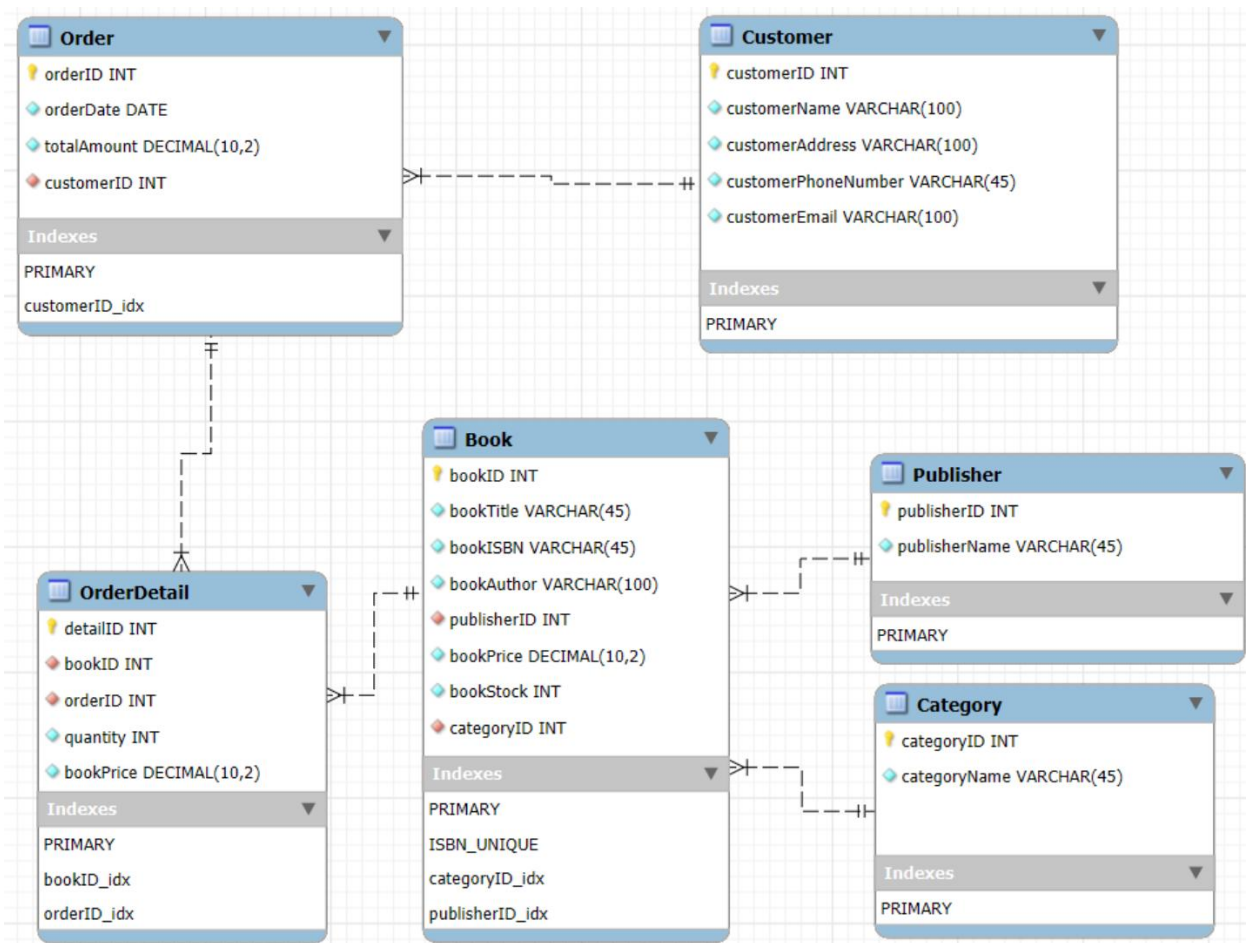 Order
orderID INT
orderDate DATE
totalAmount DECIMAL(10,2)
customerID INT
Indexes
PRIMARY
customerID_idx
Customer
customerID INT
customerName VARCHAR(100)
customerAddress VARCHAR(100)
customerPhoneNumber VARCHAR(45)
customerEmail VARCHAR(100)
Indexes
PRIMARY
OrderDetail
detailID INT
bookID INT
orderID INT
quantity INT
bookPrice DECIMAL(10,2)
Indexes
PRIMARY
bookID_idx
orderID_idx
Book
bookID INT
bookTitle VARCHAR(45)
bookISBN VARCHAR(45)
bookAuthor VARCHAR(100)
publisherID INT
bookPrice DECIMAL(10,2)
bookStock INT
categoryID INT
Indexes
PRIMARY
ISBN_UNIQUE
categoryID_idx
publisherID_idx
Publisher
publisherID INT
publisherName VARCHAR(45)
Indexes
PRIMARY
Category
categoryID INT
categoryName VARCHAR(45)
Indexes
PRIMARY